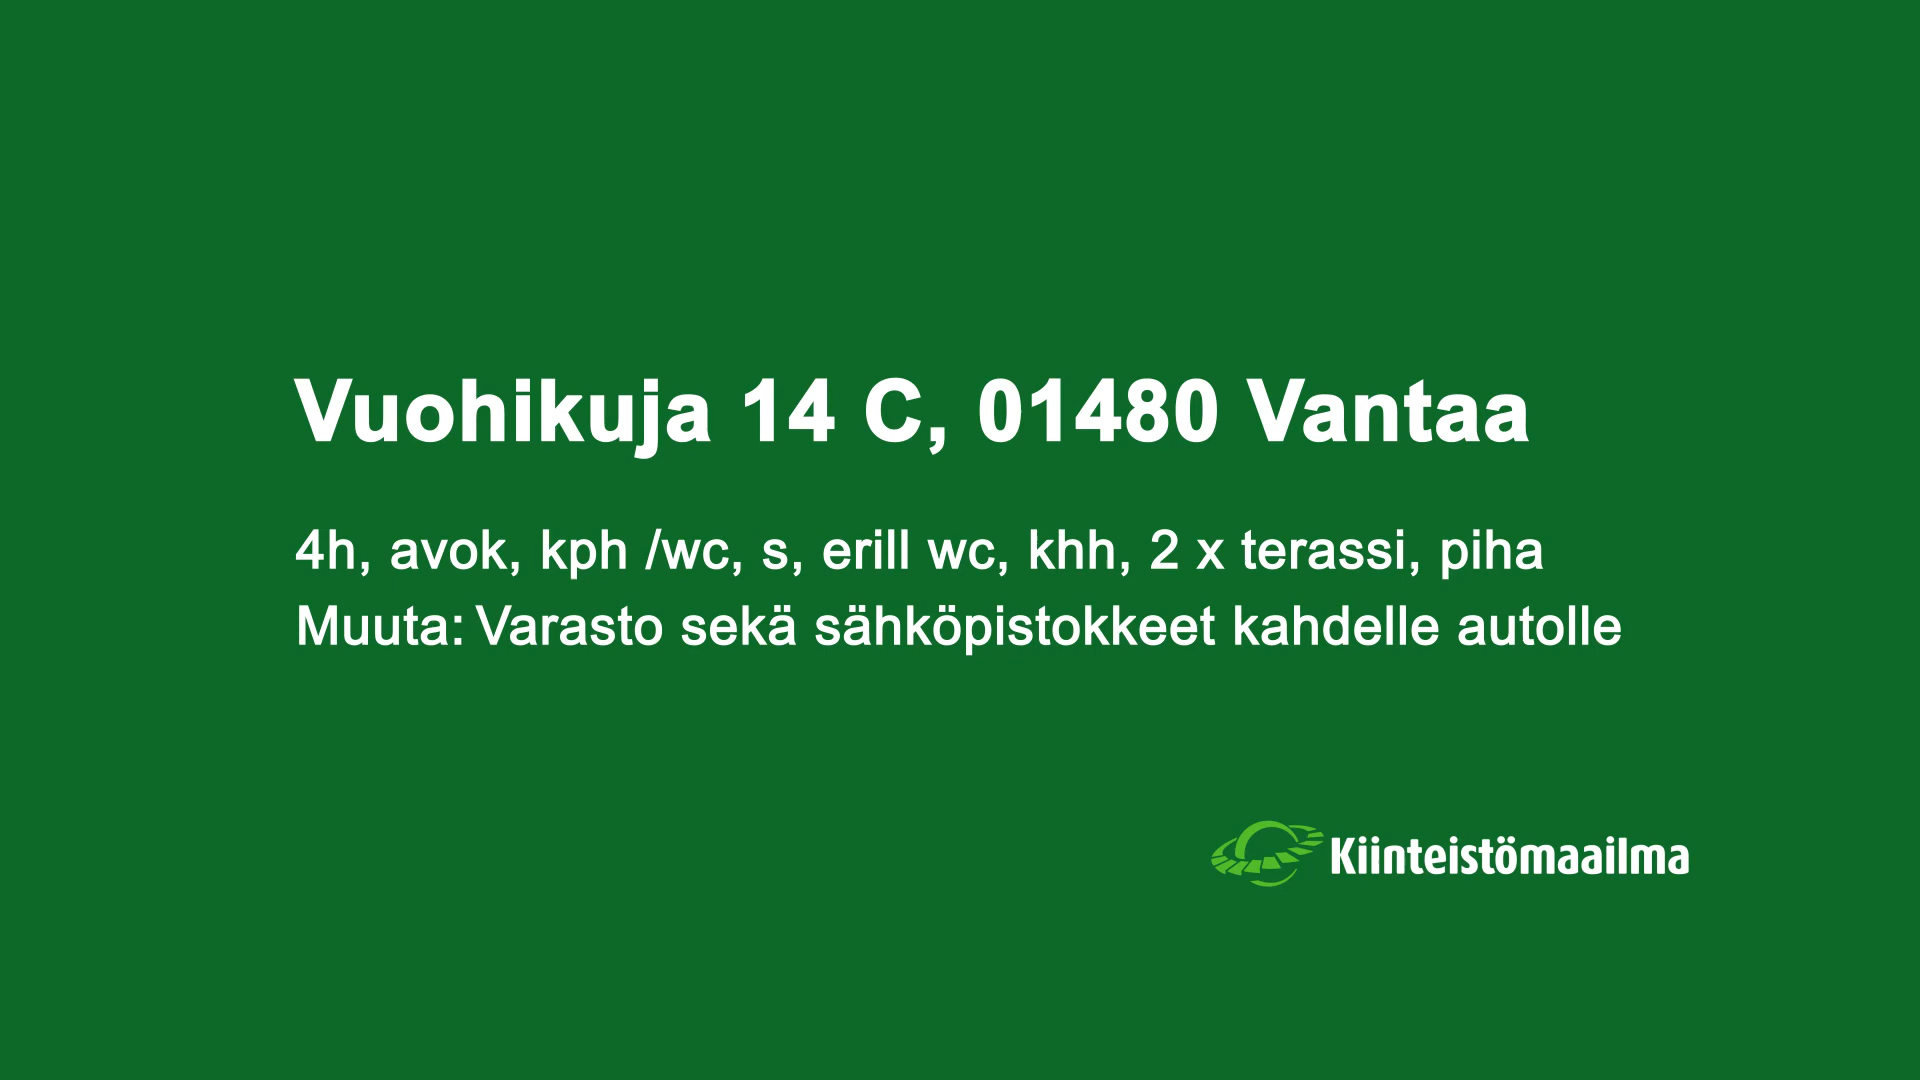 Vuohikuja 14 C, 01480 Vantaa
4h, avok, kph /wc, s, erill wc, khh, 2 x terassi, piha
Muuta: Varasto sekä sähköpistokkeet kahdelle autolle
Kiinteistömaailma